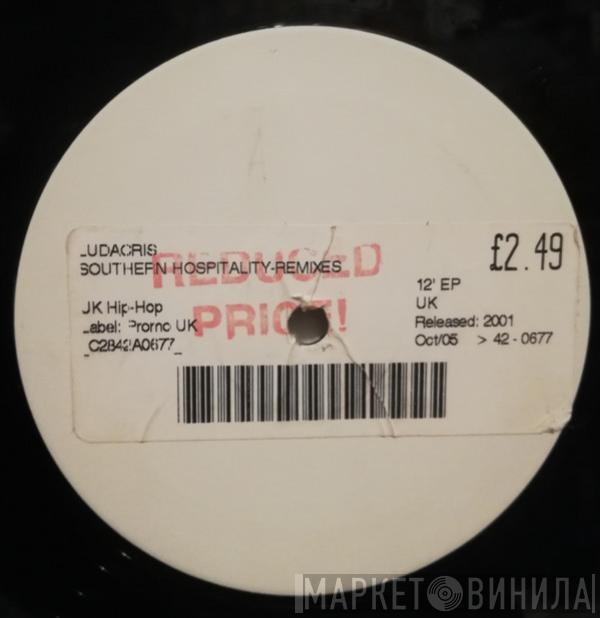 LUDACRIS
SOUTHERN HOSPITALITY-REMIXES
REDUCED
PRICE!
£2.49
UK Hip-Hop
Label: Promo UK
_C2842A0677_
12' EP
UK
Released: 2001
Oct/05 > 42 - 0677
МАРКЕТ ВИНИЛА